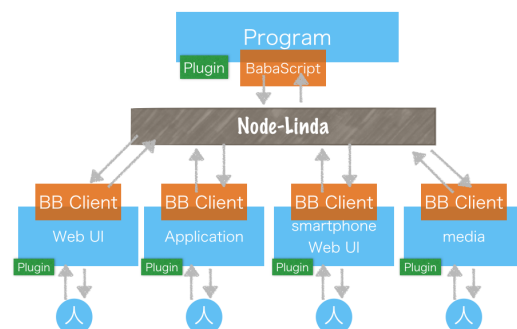 Program
Plugin
BabaScript
Node-Linda
BB Client
BB Client
BB Client
BB Client
Web UI
Application
smartphone
Web UI
media
Plugin
Plugin
Plugin
Plugin
人
人
人
人